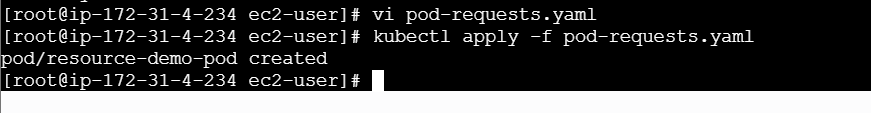 [root@ip-172-31-4-234 ec2-user]# vi pod-requests.yaml
[root@ip-172-31-4-234 ec2-user]# kubectl apply -f pod-requests.yaml
pod/resource-demo-pod created
[root@ip-172-31-4-234 ec2-user]#